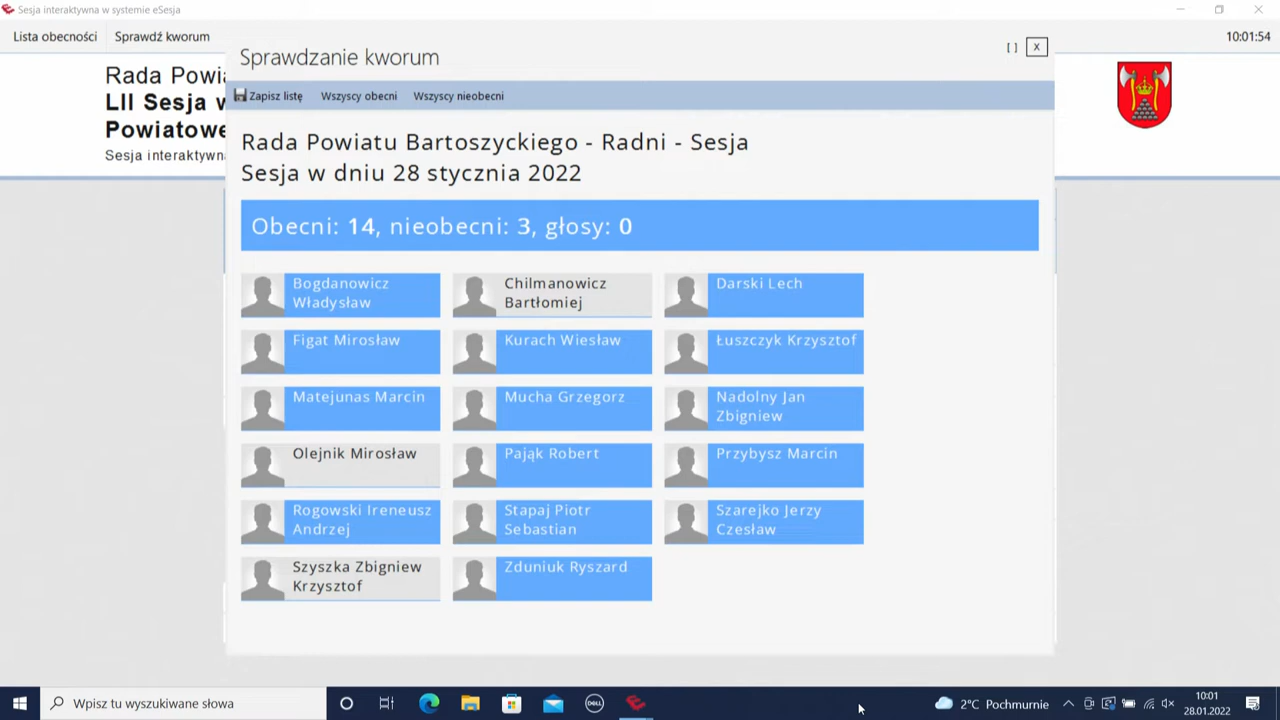 Sesja interaktywna w systemie eSesja
Lista obecności Sprawdź kworum 10:01:54
Sprawdzanie kworum [ ] X
Rada Powi
LII Sesja w
Powiatowe
Sesja interaktywn
Zapisz listę Wszyscy obecni Wszyscy nieobecni
Rada Powiatu Bartoszyckiego - Radni - Sesja
Sesja w dniu 28 stycznia 2022
Obecni: 14, nieobecni: 3, głosy: 0
Bogdanowicz
Władysław
Chilmanowicz
Bartłomiej
Darski Lech
Figat Mirosław
Kurach Wiesław
Łuszczyk Krzysztof
Matejunas Marcin
Mucha Grzegorz
Nadolny Jan
Zbigniew
Olejnik Mirosław
Pająk Robert
Przybysz Marcin
Rogowski Ireneusz
Andrzej
Stapaj Piotr
Sebastian
Szarejko Jerzy
Czesław
Szyszka Zbigniew
Krzysztof
Zduniuk Ryszard
Wpisz tu wyszukiwane słowa
DELL
2°C Pochmurnie
10:01
28.01.2022